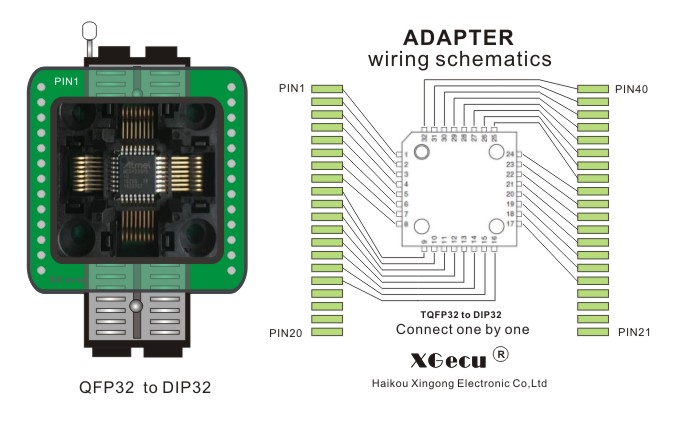 ADAPTER
wiring schematics
PIN1
PIN1
PIN40
32 31 30 29 28 27 26 25
1
2
3
4
5
6
7
8
24
23
22
21
20
19
18
17
9 10 11 12 13 14 15 16
Atmel
TQFP32 to DIP32
Connect one by one
PIN20
PIN21
XGecu ®
Haikou Xingong Electronic Co,Ltd
QFP32 to DIP32